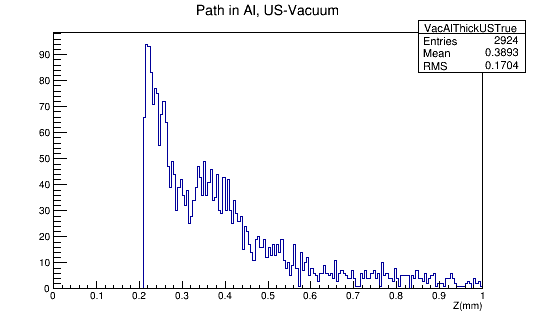 Path in Al, US-Vacuum
VacAlThickUSTrue
Entries 2924
Mean 0.3893
RMS 0.1704
90
80
70
60
50
40
30
20
10
0
0 0.1 0.2 0.3 0.4 0.5 0.6 0.7 0.8 0.9 1
Z(mm)